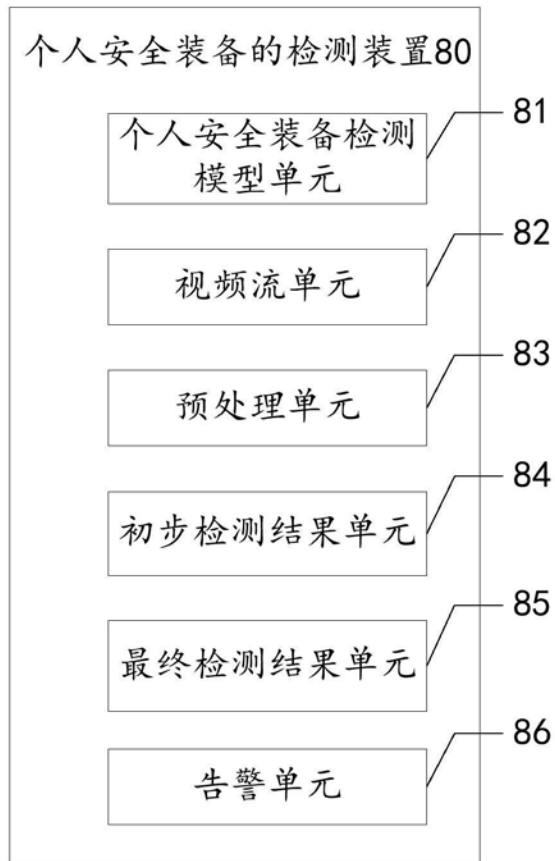 个人安全装备的检测装置80
81
个人安全装备检测
模型单元
82
视频流单元
83
预处理单元
84
初步检测结果单元
85
最终检测结果单元
86
告警单元